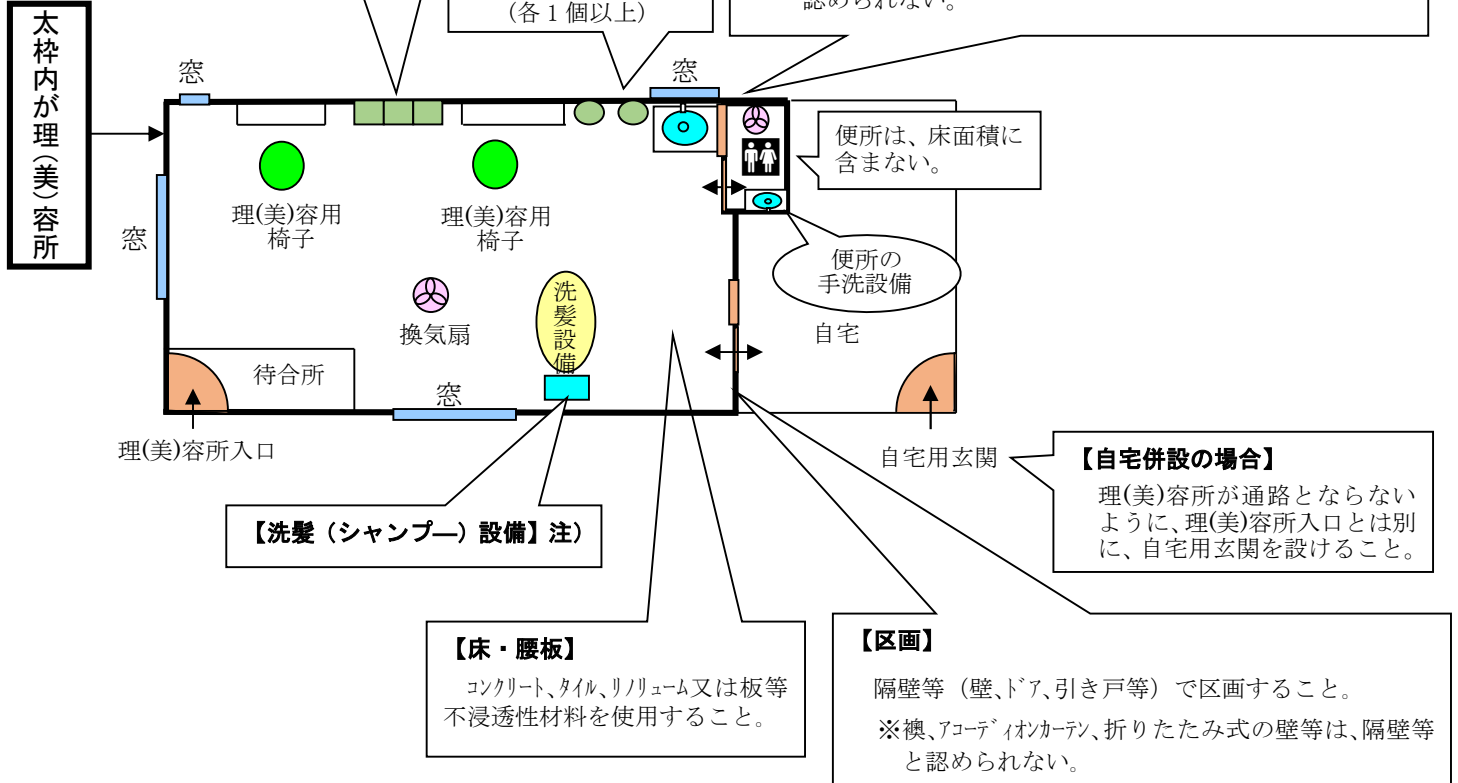 (各1個以上)
認められない。
太枠内が理(美)容所
窓
窓
便所は、床面積に
含まない。
理(美)容用
椅子
理(美)容用
椅子
窓
便所の
手洗設備
洗髪設備
換気扇
自宅
待合所
窓
理(美)容所入口
自宅用玄関
【自宅併設の場合】
理(美)容所が通路とならない
ように、理(美)容所入口とは別
に、自宅用玄関を設けること。
【洗髪（シャンプ―）設備】注）
【床・腰板】
コンクリート、タイル、リノリューム又は板等
不浸透性材料を使用すること。
【区画】
隔壁等（壁、ドア、引き戸等）で区画すること。
※襖、アコーディオンカーテン、折りたたみ式の壁等は、隔壁等
と認められない。